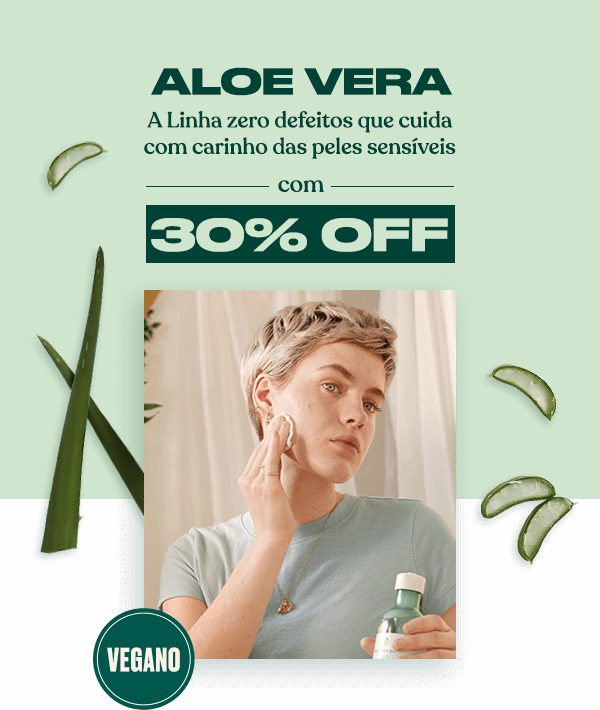 ALOE VERA
A Linha zero defeitos que cuida
com carinho das peles sensíveis
com
30% OFF
VEGANO